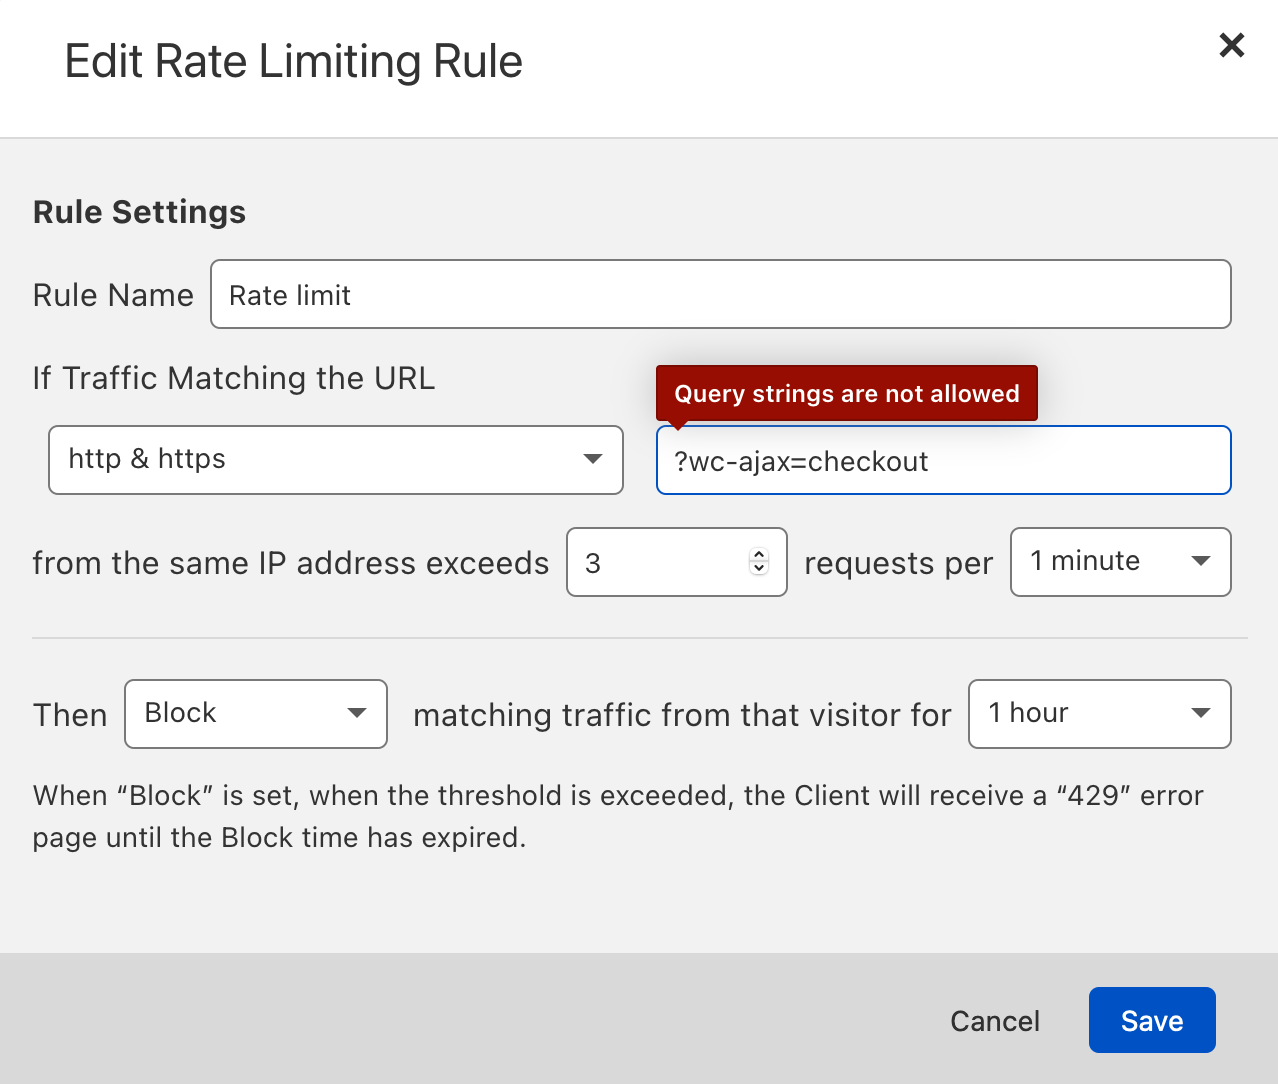 Edit Rate Limiting Rule
Rule Settings
Rule Name
Rate limit
If Traffic Matching the URL
Query strings are not allowed
http & https
?wc-ajax=checkout
from the same IP address exceeds
3
requests per
1 minute
Then
Block
matching traffic from that visitor for
1 hour
When “Block” is set, when the threshold is exceeded, the Client will receive a “429” error
page until the Block time has expired.
Cancel
Save